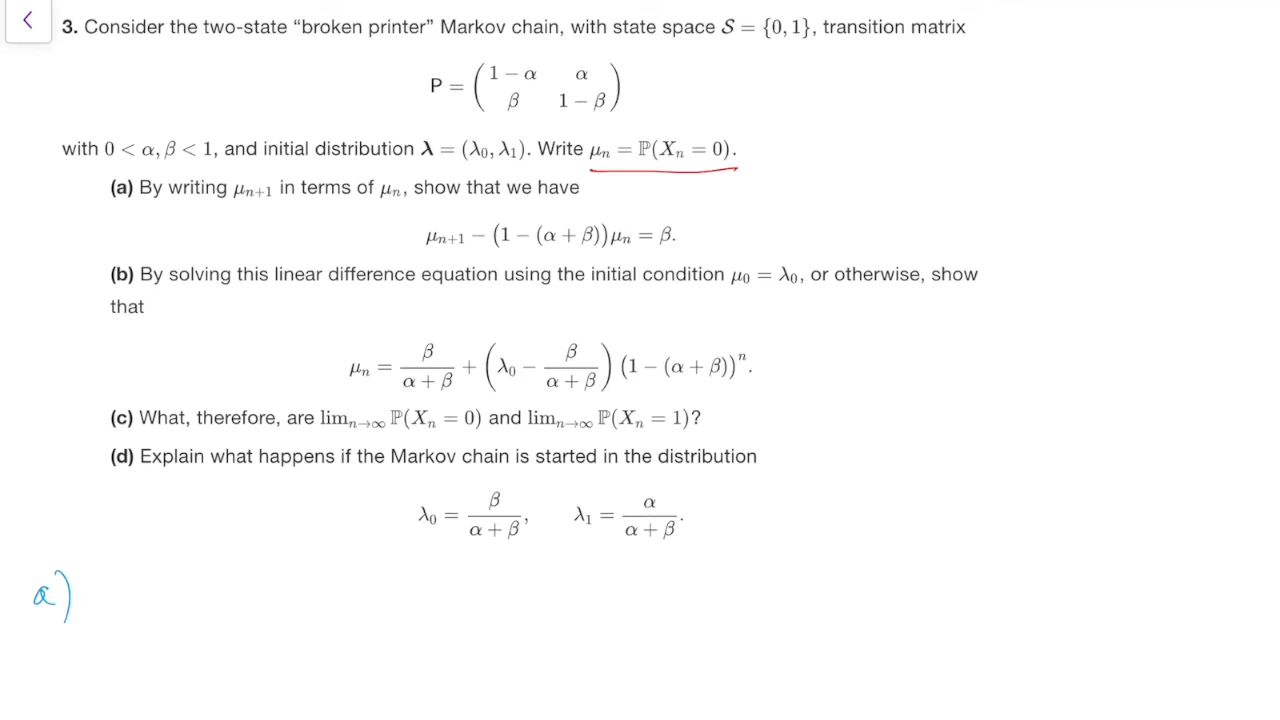 3. Consider the two-state “broken printer” Markov chain, with state space 𝒮 = {0, 1}, transition matrix
P = ( 1 − α   α
β   1 − β )
with 0 < α, β < 1, and initial distribution λ = (λ₀, λ₁). Write μₙ = ℙ(Xₙ = 0).
(a) By writing μₙ₊₁ in terms of μₙ, show that we have
μₙ₊₁ − (1 − (α + β))μₙ = β.
(b) By solving this linear difference equation using the initial condition μ₀ = λ₀, or otherwise, show
that
μₙ = β/(α + β) + (λ₀ − β/(α + β)) (1 − (α + β))ⁿ.
(c) What, therefore, are limₙ→∞ ℙ(Xₙ = 0) and limₙ→∞ ℙ(Xₙ = 1)?
(d) Explain what happens if the Markov chain is started in the distribution
λ₀ = β/(α + β),   λ₁ = α/(α + β).
a)